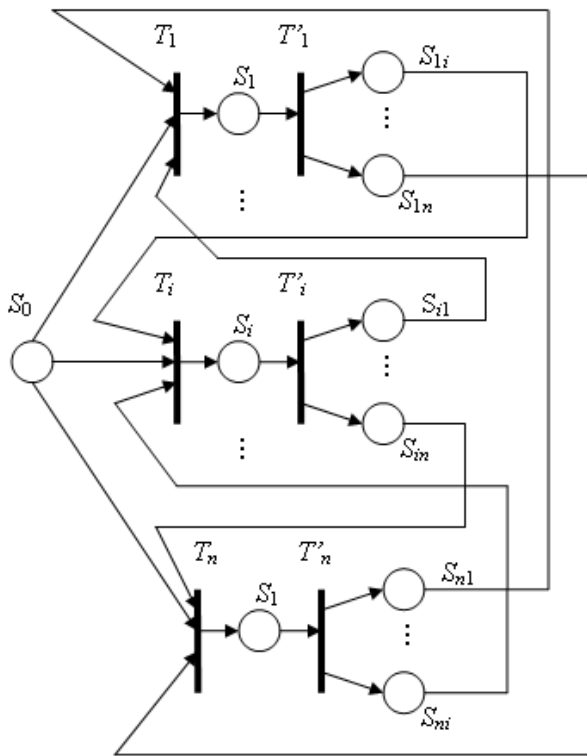 T₁ T'₁
S₁ S₁ᵢ
⋮
⋮ S₁ₙ
S₀ Tᵢ T'ᵢ
Sᵢ Sᵢ₁
⋮
⋮ Sᵢₙ
Tₙ T'ₙ
S₁ Sₙ₁
⋮
Sₙᵢ